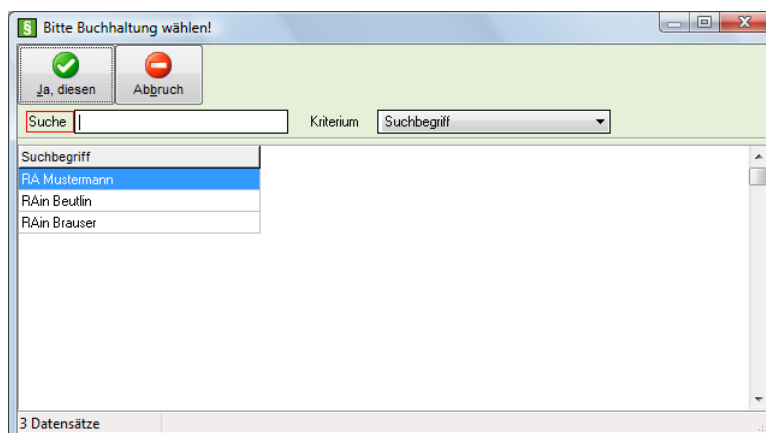 § Bitte Buchhaltung wählen!
Ja, diesen Abbruch
Suche Kriterium Suchbegriff
Suchbegriff
RA Mustermann
RAin Beutlin
RAin Brauser
3 Datensätze